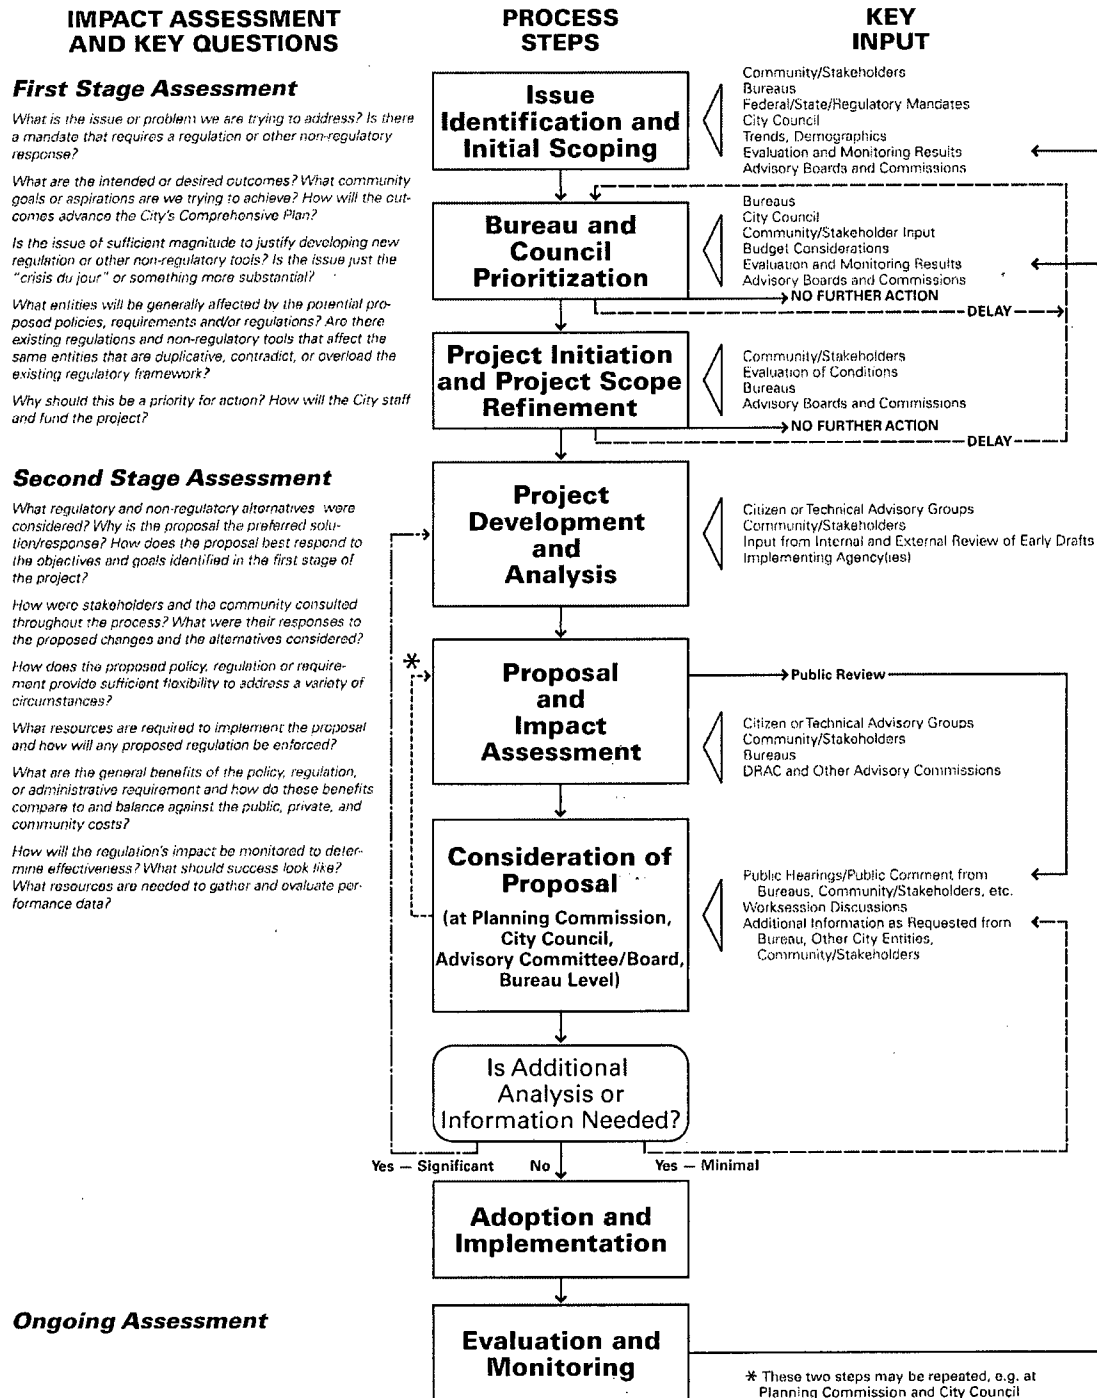 IMPACT ASSESSMENT
AND KEY QUESTIONS
PROCESS
STEPS
KEY
INPUT
First Stage Assessment
What is the issue or problem we are trying to address? Is there
a mandate that requires a regulation or other non-regulatory
response?
What are the intended or desired outcomes? What community
goals or aspirations are we trying to achieve? How will the out-
comes advance the City's Comprehensive Plan?
Is the issue of sufficient magnitude to justify developing new
regulation or other non-regulatory tools? Is the issue just the
"crisis du jour" or something more substantial?
What entities will be generally affected by the potential pro-
posed policies, requirements and/or regulations? Are there
existing regulations and non-regulatory tools that affect the
same entities that are duplicative, contradict, or overload the
existing regulatory framework?
Why should this be a priority for action? How will the City staff
and fund the project?
Issue
Identification and
Initial Scoping
Community/Stakeholders
Bureaus
Federal/State/Regulatory Mandates
City Council
Trends, Demographics
Evaluation and Monitoring Results
Advisory Boards and Commissions
Bureau and
Council
Prioritization
Bureaus
City Council
Community/Stakeholder Input
Budget Considerations
Evaluation and Monitoring Results
Advisory Boards and Commissions
NO FURTHER ACTION
DELAY
Project Initiation
and Project Scope
Refinement
Community/Stakeholders
Evaluation of Conditions
Bureaus
Advisory Boards and Commissions
NO FURTHER ACTION
DELAY
Second Stage Assessment
What regulatory and non-regulatory alternatives were
considered? Why is the proposal the preferred solu-
tion/response? How does the proposal best respond to
the objectives and goals identified in the first stage of
the project?
How were stakeholders and the community consulted
throughout the process? What were their responses to
the proposed changes and the alternatives considered?
How does the proposed policy, regulation or require-
ment provide sufficient flexibility to address a variety of
circumstances?
What resources are required to implement the proposal
and how will any proposed regulation be enforced?
What are the general benefits of the policy, regulation,
or administrative requirement and how do these benefits
compare to and balance against the public, private, and
community costs?
How will the regulation's impact be monitored to deter-
mine effectiveness? What should success look like?
What resources are needed to gather and evaluate per-
formance data?
Project
Development
and
Analysis
Citizen or Technical Advisory Groups
Community/Stakeholders
Input from Internal and External Review of Early Drafts
Implementing Agency(ies)
*
Proposal
and
Impact
Assessment
Public Review
Citizen or Technical Advisory Groups
Community/Stakeholders
Bureaus
DRAC and Other Advisory Commissions
Consideration of
Proposal
(at Planning Commission,
City Council,
Advisory Committee/Board,
Bureau Level)
Public Hearings/Public Comment from
Bureaus, Community/Stakeholders, etc.
Worksession Discussions
Additional Information as Requested from
Bureau, Other City Entities,
Community/Stakeholders
Is Additional
Analysis or
Information Needed?
Yes — Significant
No
Yes — Minimal
Adoption and
Implementation
Ongoing Assessment
Evaluation and
Monitoring
* These two steps may be repeated, e.g. at
Planning Commission and City Council